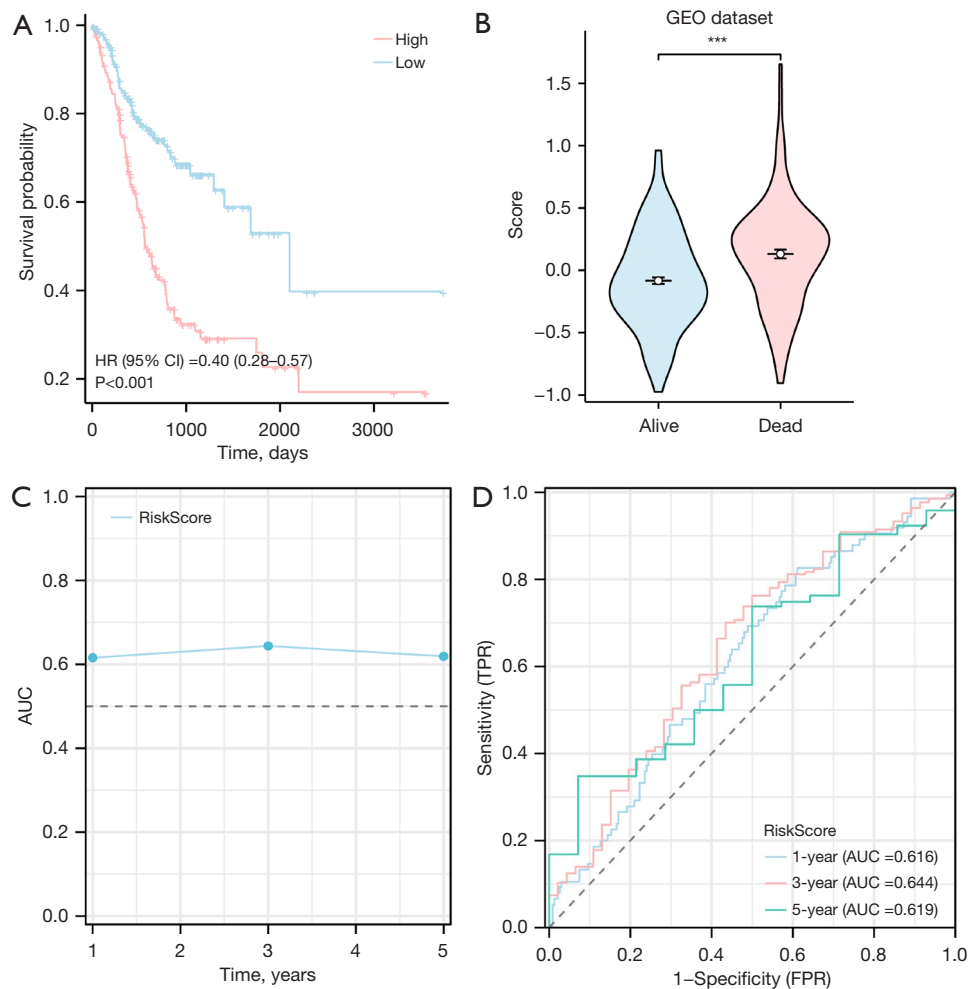 A
1.0
0.8
0.6
0.4
0.2
Survival probability
High
Low
HR (95% CI) =0.40 (0.28–0.57)
P<0.001
0
1000
2000
3000
Time, days
B
GEO dataset
***
1.5
1.0
0.5
0.0
−0.5
−1.0
Score
Alive
Dead
C
1.0
0.8
0.6
0.4
0.2
0.0
AUC
RiskScore
1
2
3
4
5
Time, years
D
1.0
0.8
0.6
0.4
0.2
0.0
Sensitivity (TPR)
RiskScore
1-year (AUC =0.616)
3-year (AUC =0.644)
5-year (AUC =0.619)
0.0
0.2
0.4
0.6
0.8
1.0
1−Specificity (FPR)